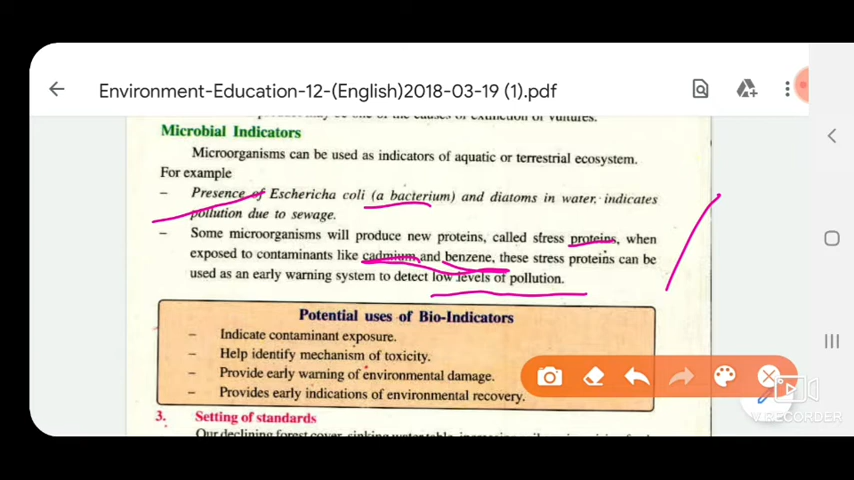 Environment-Education-12-(English)2018-03-19 (1).pdf
Microbial Indicators
Microorganisms can be used as indicators of aquatic or terrestrial ecosystem.
For example
– Presence of Eschericha coli (a bacterium) and diatoms in water, indicates
pollution due to sewage.
– Some microorganisms will produce new proteins, called stress proteins, when
exposed to contaminants like cadmium and benzene, these stress proteins can be
used as an early warning system to detect low levels of pollution.
Potential uses of Bio-Indicators
– Indicate contaminant exposure.
– Help identify mechanism of toxicity.
– Provide early warning of environmental damage.
– Provides early indications of environmental recovery.
3. Setting of standards
V.RECORDER